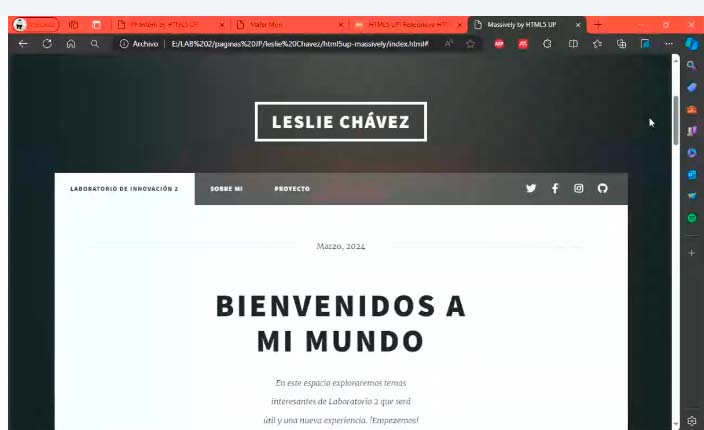 Phantom by HTML5 UP
Mafer Mon
HTML5 UP! Responsive HT
Massively by HTML5 UP
Archivo
E:/LAB%202/paginas%20JP/leslie%20Chavez/html5up-massively/index.html#
LESLIE CHÁVEZ
LABORATORIO DE INNOVACIÓN 2 SOBRE MI PROYECTO
Marzo, 2024
BIENVENIDOS A
MI MUNDO
En este espacio exploraremos temas
interesantes de Laboratorio 2 que será
útil y una nueva experiencia. !Empezemos!